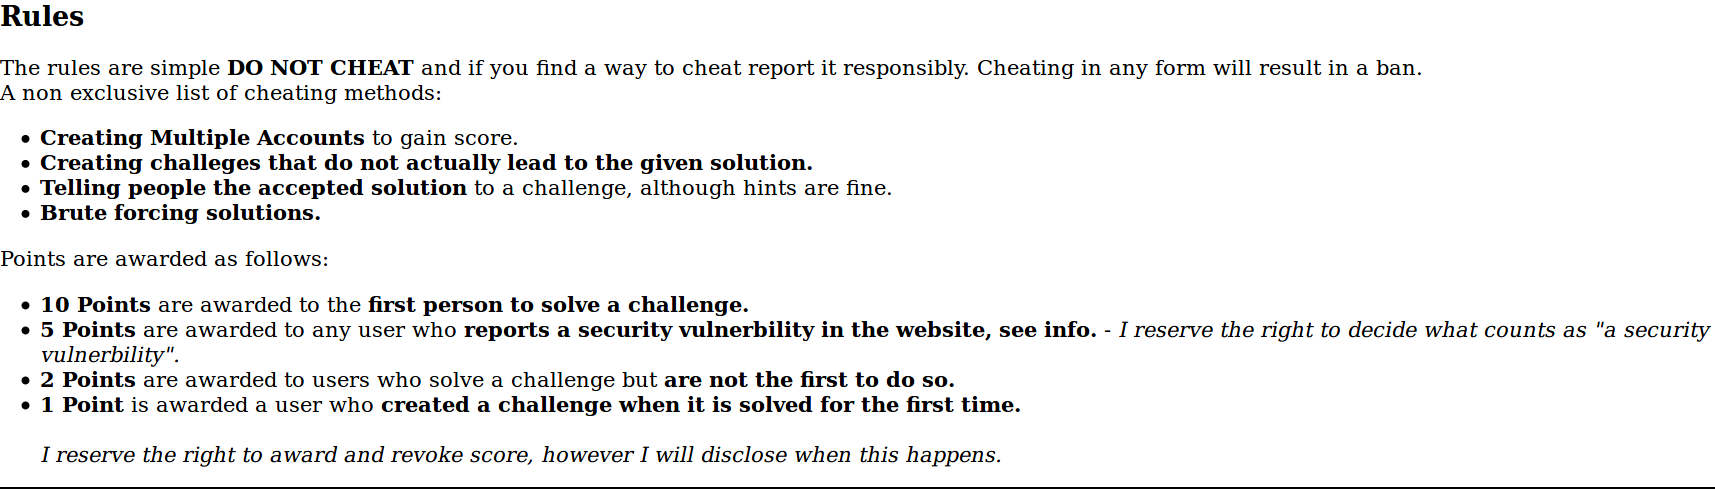 Rules
The rules are simple DO NOT CHEAT and if you find a way to cheat report it responsibly. Cheating in any form will result in a ban.
A non exclusive list of cheating methods:
Creating Multiple Accounts to gain score.
Creating challeges that do not actually lead to the given solution.
Telling people the accepted solution to a challenge, although hints are fine.
Brute forcing solutions.
Points are awarded as follows:
10 Points are awarded to the first person to solve a challenge.
5 Points are awarded to any user who reports a security vulnerbility in the website, see info. - I reserve the right to decide what counts as "a security
vulnerbility".
2 Points are awarded to users who solve a challenge but are not the first to do so.
1 Point is awarded a user who created a challenge when it is solved for the first time.
I reserve the right to award and revoke score, however I will disclose when this happens.